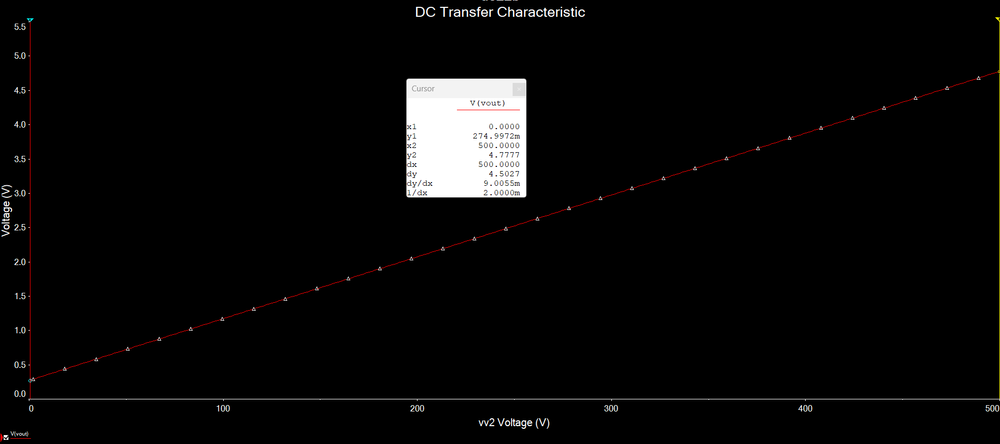 DC Transfer Characteristic
5.5
5.0
4.5
4.0
3.5
3.0
2.5
2.0
1.5
1.0
0.5
0.0
Voltage (V)
Cursor
V(vout)
x1 0.0000
y1 274.9972m
x2 500.0000
y2 4.7777
dx 500.0000
dy 4.5027
dy/dx 9.0055m
1/dx 2.0000m
0 100 200 300 400 500
vv2 Voltage (V)
V(vout)